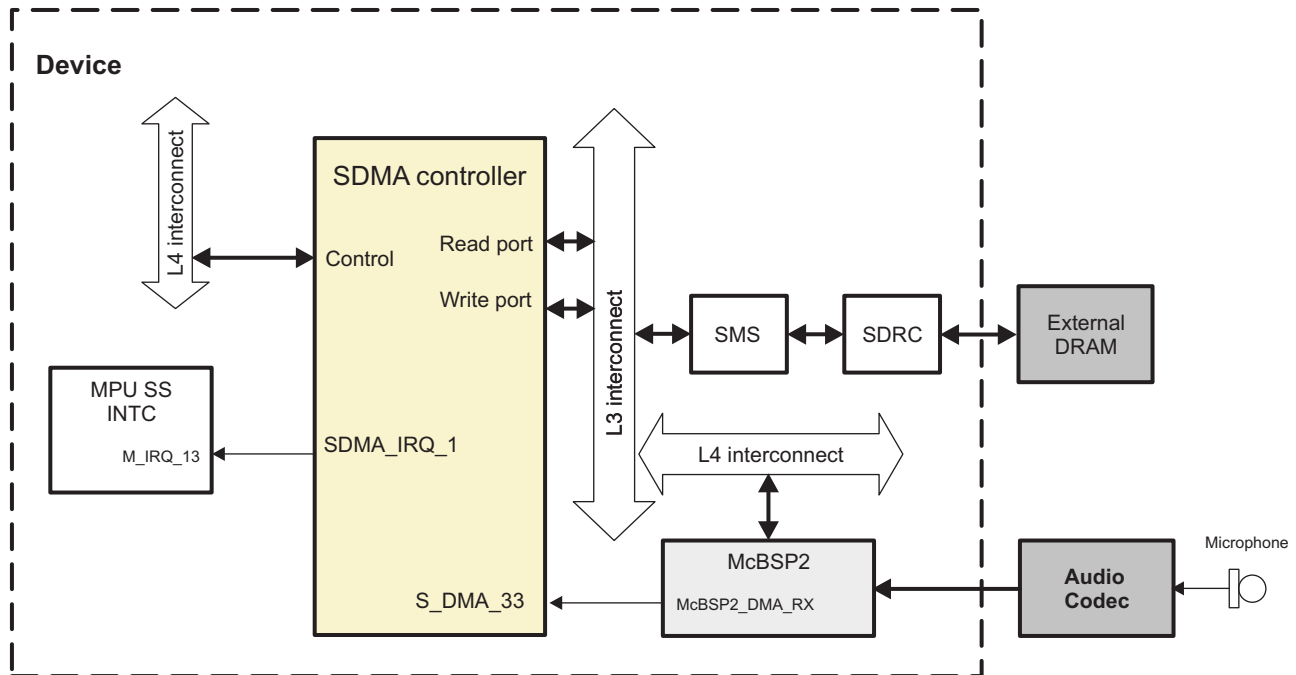 Device
L4 interconnect
SDMA controller
Control
Read port
Write port
L3 interconnect
SMS
SDRC
External
DRAM
MPU SS
INTC
M_IRQ_13
SDMA_IRQ_1
L4 interconnect
McBSP2
McBSP2_DMA_RX
S_DMA_33
Audio
Codec
Microphone